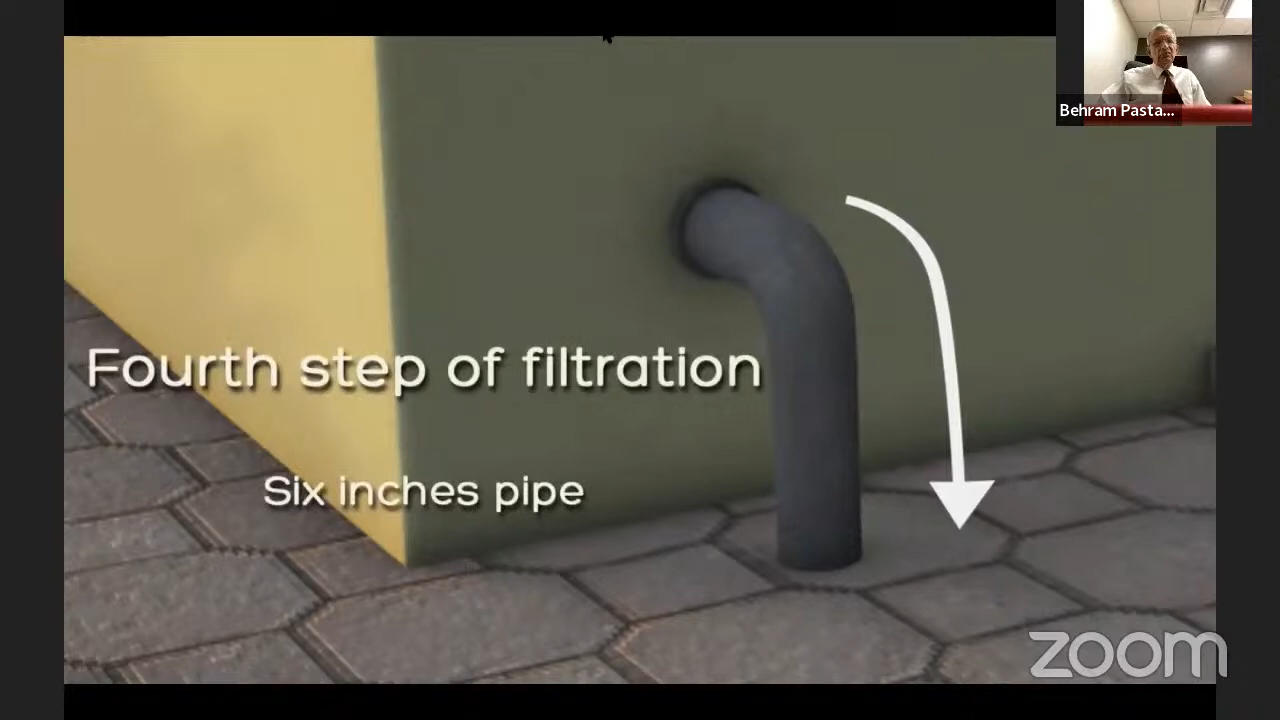 Behram Pasta...
Fourth step of filtration
Six inches pipe
zoom